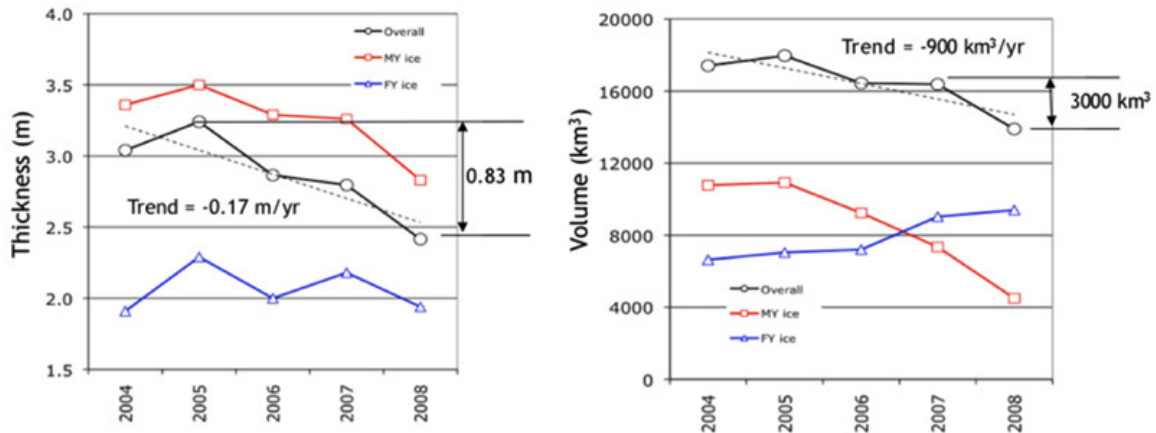 4.0
3.5
3.0
2.5
2.0
1.5
Thickness (m)
Overall
MY ice
FY ice
0.83 m
Trend = -0.17 m/yr
2004
2005
2006
2007
2008
20000
16000
12000
8000
4000
0
Volume (km³)
Trend = -900 km³/yr
3000 km³
Overall
MY ice
FY ice
2004
2005
2006
2007
2008